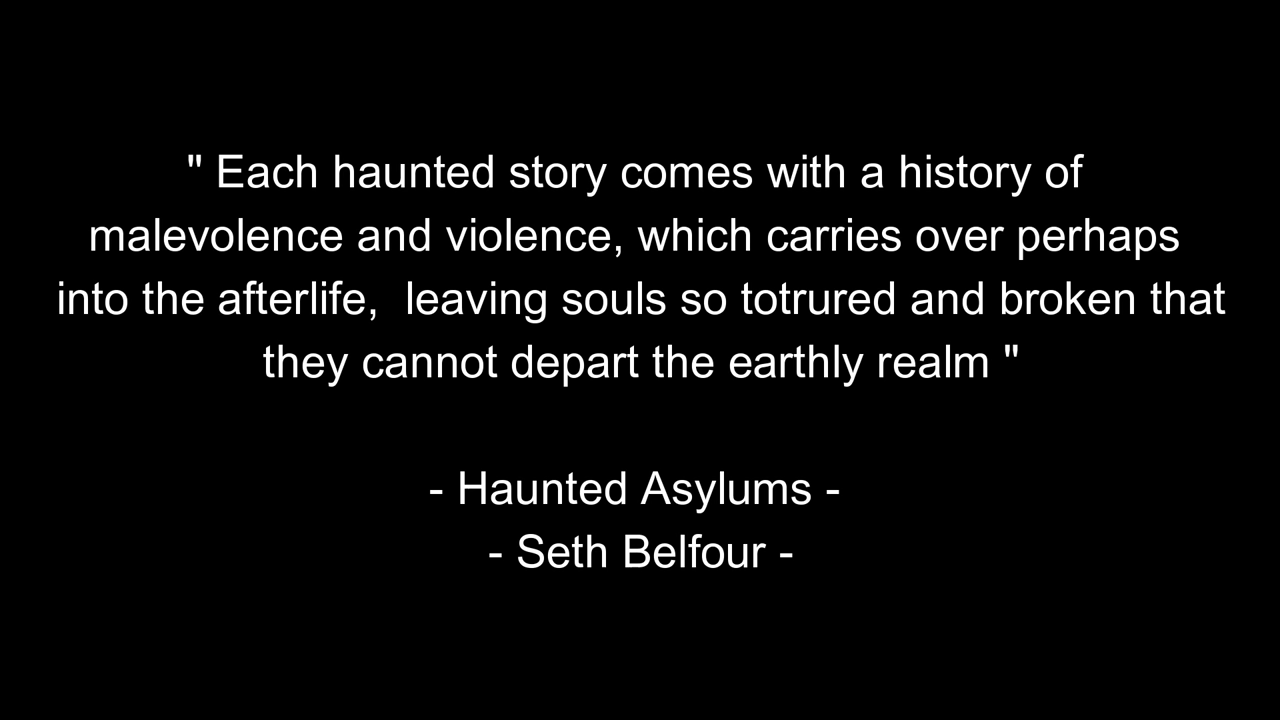 " Each haunted story comes with a history of
malevolence and violence, which carries over perhaps
into the afterlife,  leaving souls so totrured and broken that
they cannot depart the earthly realm "
- Haunted Asylums -
- Seth Belfour -